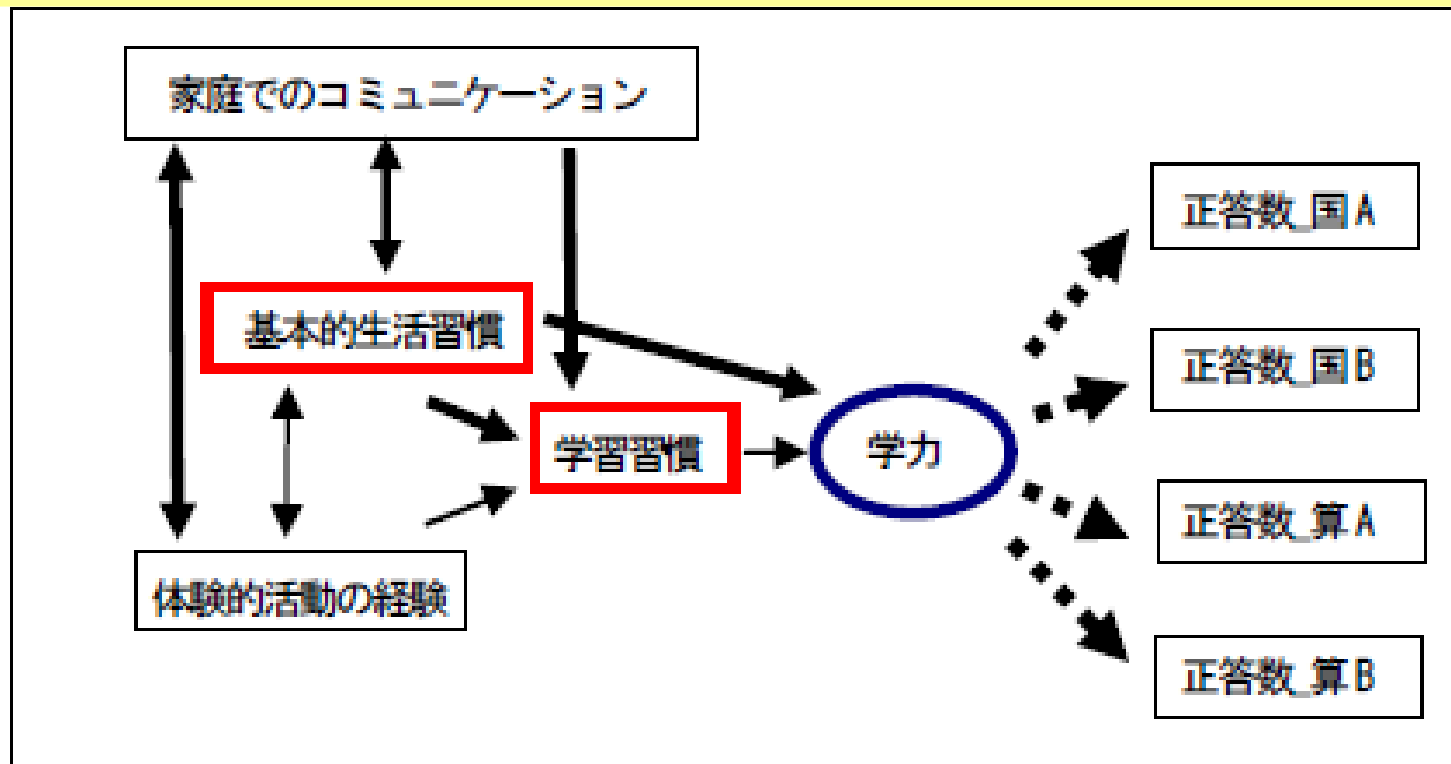 家庭でのコミュニケーション
基本的生活習慣
学習習慣
体験的活動の経験
学力
正答数_国A
正答数_国B
正答数_算A
正答数_算B